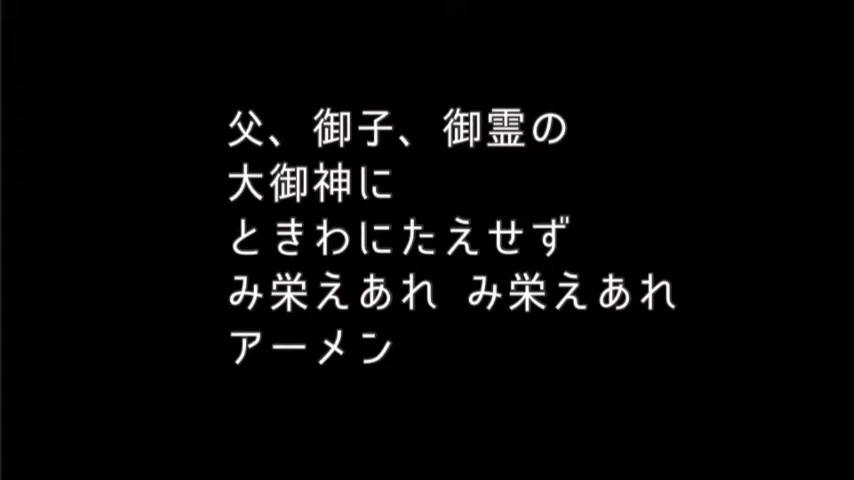 父、御子、御霊の
大御神に
ときわにたえせず
み栄えあれ み栄えあれ
アーメン